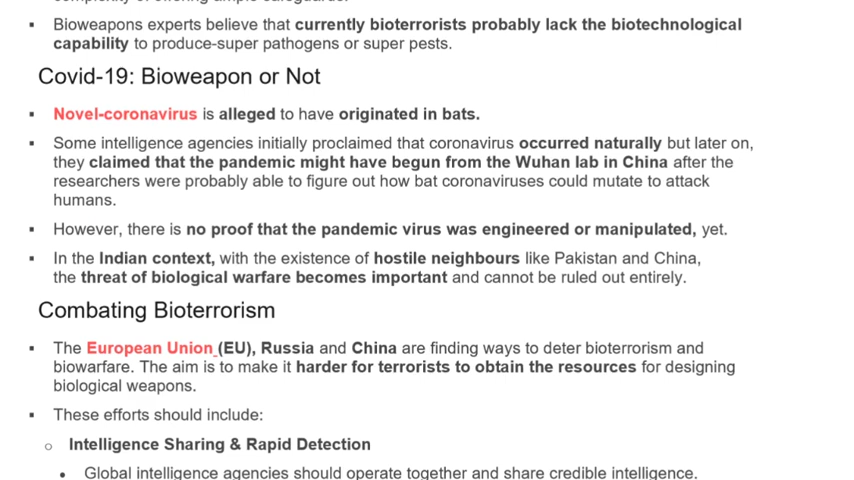 complexity of offering ample safeguards.
▪ Bioweapons experts believe that currently bioterrorists probably lack the biotechnological
capability to produce-super pathogens or super pests.
Covid-19: Bioweapon or Not
▪ Novel-coronavirus is alleged to have originated in bats.
▪ Some intelligence agencies initially proclaimed that coronavirus occurred naturally but later on,
they claimed that the pandemic might have begun from the Wuhan lab in China after the
researchers were probably able to figure out how bat coronaviruses could mutate to attack
humans.
▪ However, there is no proof that the pandemic virus was engineered or manipulated, yet.
▪ In the Indian context, with the existence of hostile neighbours like Pakistan and China,
the threat of biological warfare becomes important and cannot be ruled out entirely.
Combating Bioterrorism
▪ The European Union (EU), Russia and China are finding ways to deter bioterrorism and
biowarfare. The aim is to make it harder for terrorists to obtain the resources for designing
biological weapons.
▪ These efforts should include:
○ Intelligence Sharing & Rapid Detection
• Global intelligence agencies should operate together and share credible intelligence.